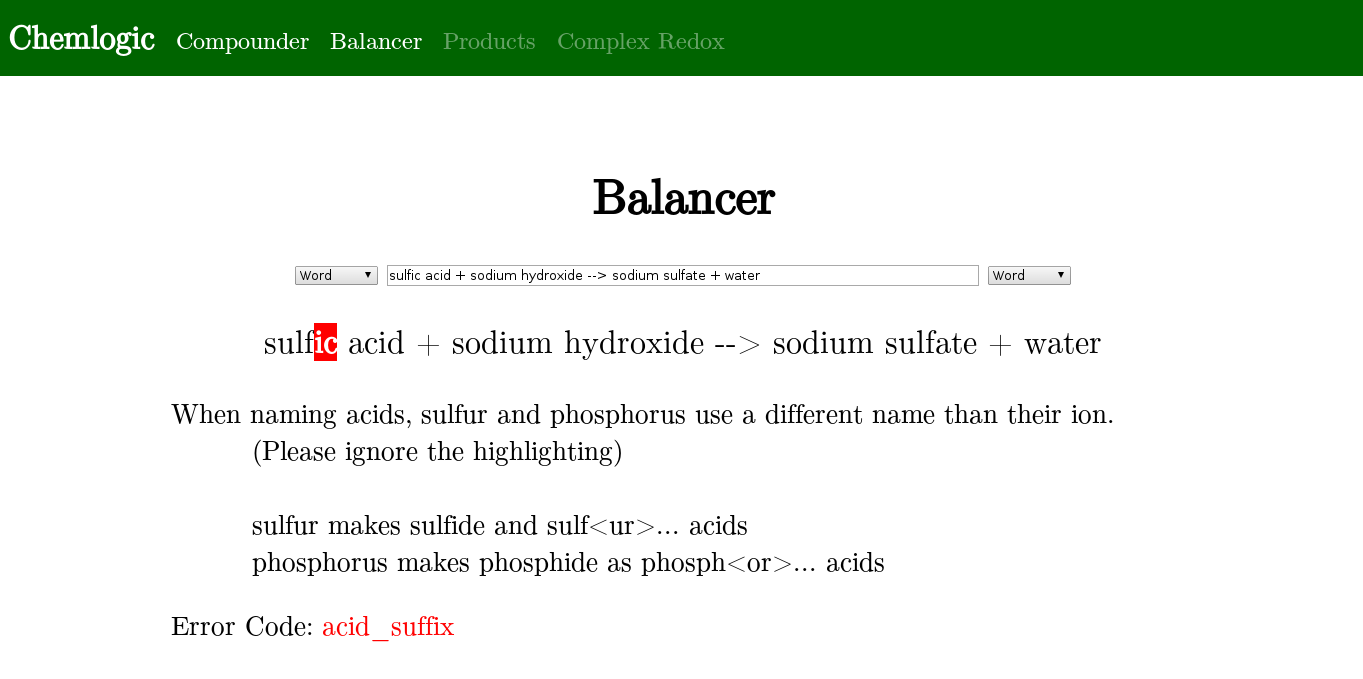 Chemlogic Compounder Balancer Products Complex Redox
Balancer
Word sulfic acid + sodium hydroxide --> sodium sulfate + water Word
sulfic acid + sodium hydroxide --> sodium sulfate + water
When naming acids, sulfur and phosphorus use a different name than their ion.
(Please ignore the highlighting)
sulfur makes sulfide and sulf<ur>... acids
phosphorus makes phosphide as phosph<or>... acids
Error Code: acid_suffix